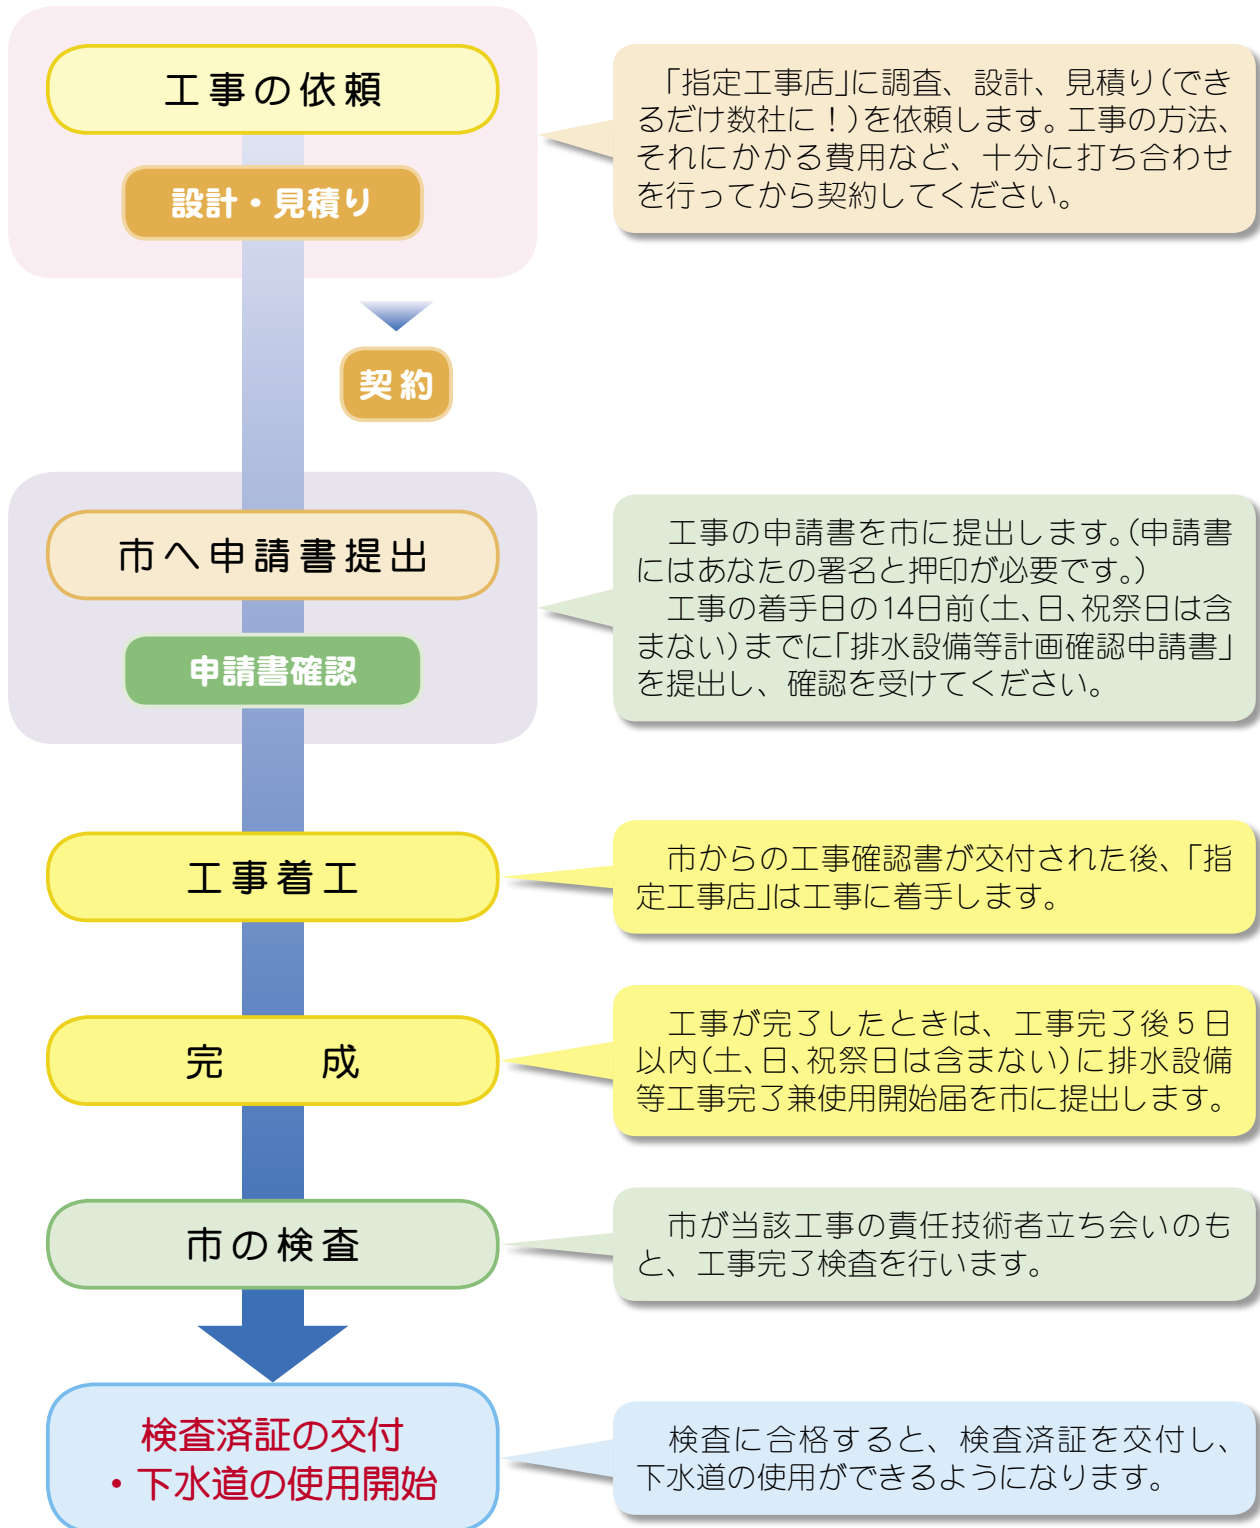 工事の依頼
設計・見積り
「指定工事店」に調査、設計、見積り(でき
るだけ数社に！)を依頼します。工事の方法、
それにかかる費用など、十分に打ち合わせ
を行ってから契約してください。
契約
市へ申請書提出
申請書確認
工事の申請書を市に提出します。(申請書
にはあなたの署名と押印が必要です。)
工事の着手日の14日前(土、日、祝祭日は含
まない)までに「排水設備等計画確認申請書」
を提出し、確認を受けてください。
工事着工
市からの工事確認書が交付された後、「指
定工事店」は工事に着手します。
完　　成
工事が完了したときは、工事完了後５日
以内(土、日、祝祭日は含まない)に排水設備
等工事完了兼使用開始届を市に提出します。
市の検査
市が当該工事の責任技術者立ち会いのも
と、工事完了検査を行います。
検査済証の交付
・下水道の使用開始
検査に合格すると、検査済証を交付し、
下水道の使用ができるようになります。